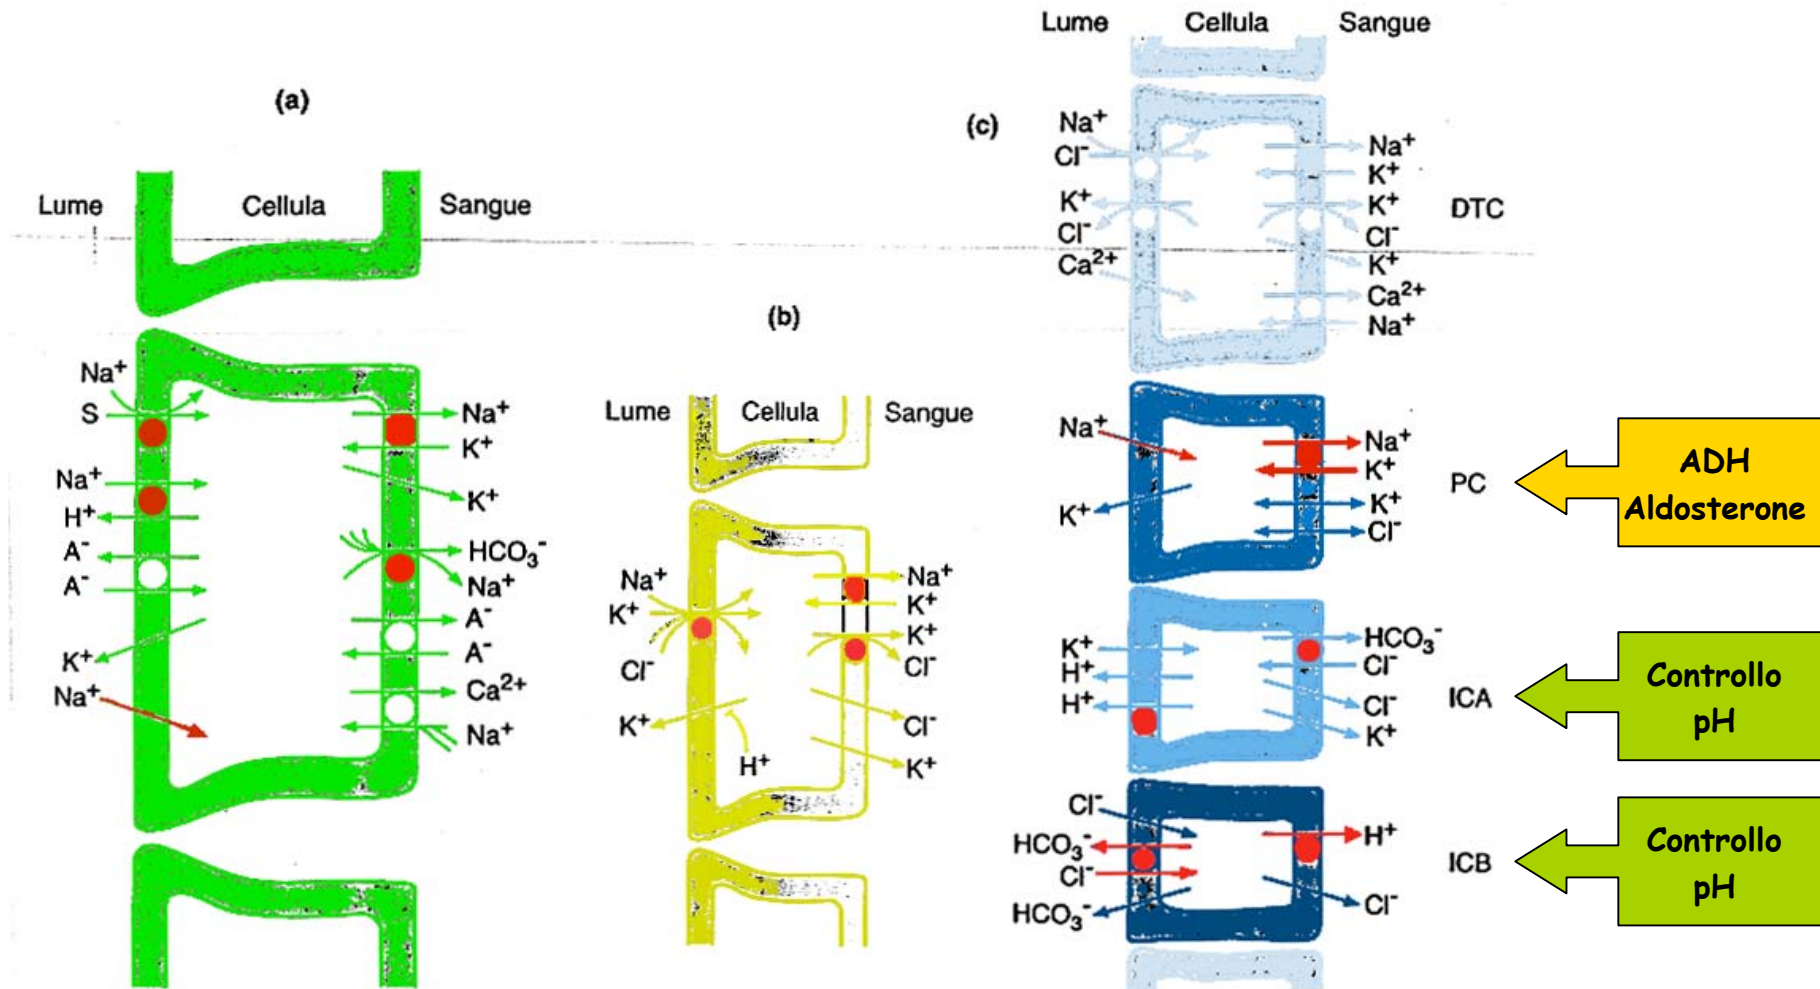 (a)
Lume Cellula Sangue
Na⁺
S
Na⁺
H⁺
A⁻
A⁻
K⁺
Na⁺
Na⁺
K⁺
K⁺
HCO₃⁻
Na⁺
A⁻
A⁻
Ca²⁺
Na⁺
(b)
Lume Cellula Sangue
Na⁺
K⁺
Cl⁻
K⁺
H⁺
Na⁺
K⁺
K⁺
Cl⁻
Cl⁻
K⁺
(c)
Lume Cellula Sangue
Na⁺
Cl⁻
K⁺
Cl⁻
Ca²⁺
Na⁺
K⁺
K⁺
Cl⁻
K⁺
Ca²⁺
Na⁺
DTC
Na⁺
K⁺
Na⁺
K⁺
K⁺
Cl⁻
PC
ADH
Aldosterone
K⁺
H⁺
H⁺
HCO₃⁻
Cl⁻
Cl⁻
K⁺
ICA
Controllo
pH
Cl⁻
HCO₃⁻
Cl⁻
HCO₃⁻
H⁺
Cl⁻
ICB
Controllo
pH